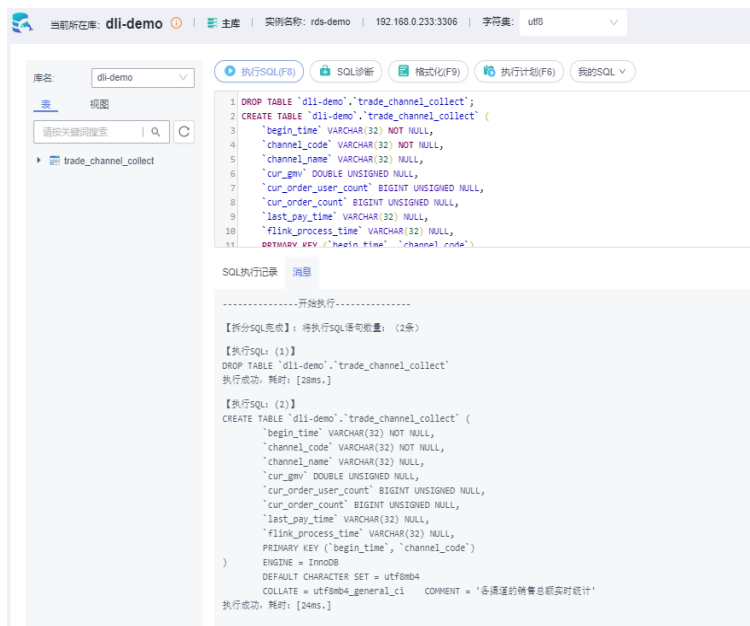 当前所在库: dli-demo | 主库 | 实例名称: rds-demo | 192.168.0.233:3306 | 字符集: utf8
库名: dli-demo
表 视图
请按关键词搜索
trade_channel_collect
执行SQL(F8) SQL诊断 格式化(F9) 执行计划(F6) 我的SQL
1 DROP TABLE `dli-demo`.`trade_channel_collect`;
2 CREATE TABLE `dli-demo`.`trade_channel_collect` (
3 `begin_time` VARCHAR(32) NOT NULL,
4 `channel_code` VARCHAR(32) NOT NULL,
5 `channel_name` VARCHAR(32) NULL,
6 `cur_gmv` DOUBLE UNSIGNED NULL,
7 `cur_order_user_count` BIGINT UNSIGNED NULL,
8 `cur_order_count` BIGINT UNSIGNED NULL,
9 `last_pay_time` VARCHAR(32) NULL,
10 `flink_process_time` VARCHAR(32) NULL,
11 PRIMARY KEY (`begin_time`, `channel_code`)
SQL执行记录 消息
---------------开始执行---------------
【拆分SQL完成】: 将执行SQL语句数量: (2条)
【执行SQL: (1)】
DROP TABLE `dli-demo`.`trade_channel_collect`
执行成功, 耗时: [28ms.]
【执行SQL: (2)】
CREATE TABLE `dli-demo`.`trade_channel_collect` (
`begin_time` VARCHAR(32) NOT NULL,
`channel_code` VARCHAR(32) NOT NULL,
`channel_name` VARCHAR(32) NULL,
`cur_gmv` DOUBLE UNSIGNED NULL,
`cur_order_user_count` BIGINT UNSIGNED NULL,
`cur_order_count` BIGINT UNSIGNED NULL,
`last_pay_time` VARCHAR(32) NULL,
`flink_process_time` VARCHAR(32) NULL,
PRIMARY KEY (`begin_time`, `channel_code`)
) ENGINE = InnoDB
DEFAULT CHARACTER SET = utf8mb4
COLLATE = utf8mb4_general_ci COMMENT = '各渠道的销售总额实时统计'
执行成功, 耗时: [24ms.]